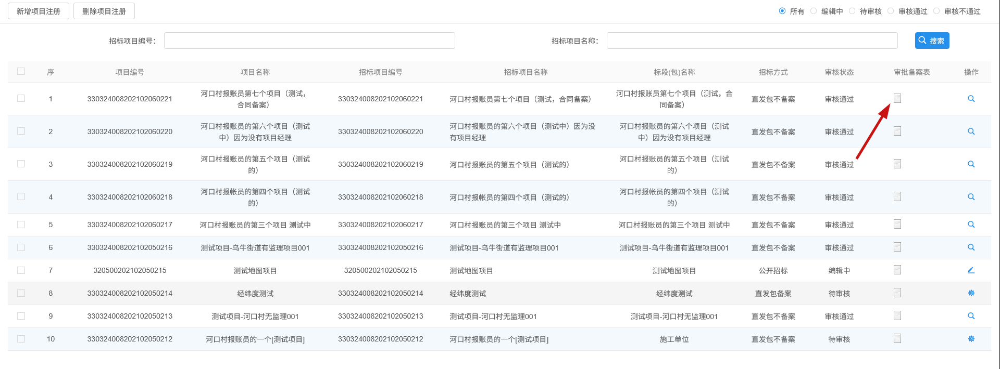 新增项目注册 删除项目注册 所有 编辑中 待审核 审核通过 审核不通过
招标项目编号： 招标项目名称： 搜索
序 项目编号 项目名称 招标项目编号 招标项目名称 标段(包)名称 招标方式 审核状态 审批备案表 操作
1 330324008202102060221 河口村报账员第七个项目（测试，合同备案） 330324008202102060221 河口村报账员第七个项目（测试，合同备案） 河口村报账员第七个项目（测试，合同备案） 直发包不备案 审核通过
2 330324008202102060220 河口村报账员的第六个项目（测试中）因为没有项目经理 330324008202102060220 河口村报账员的第六个项目（测试中）因为没有项目经理 河口村报账员的第六个项目（测试中）因为没有项目经理 直发包不备案 审核通过
3 330324008202102060219 河口村报账员的第五个项目（测试的） 330324008202102060219 河口村报账员的第五个项目（测试的） 河口村报账员的第五个项目（测试的） 直发包不备案 审核通过
4 330324008202102060218 河口村报帐员的第四个项目（测试的） 330324008202102060218 河口村报帐员的第四个项目（测试的） 河口村报帐员的第四个项目（测试的） 直发包不备案 审核通过
5 330324008202102060217 河口村报账员的第三个项目 测试中 330324008202102060217 河口村报账员的第三个项目 测试中 河口村报账员的第三个项目 测试中 直发包不备案 审核通过
6 330324008202102050216 测试项目-乌牛街道有监理项目001 330324008202102050216 测试项目-乌牛街道有监理项目001 测试项目-乌牛街道有监理项目001 直发包不备案 审核通过
7 320500202102050215 测试地图项目 320500202102050215 测试地图项目 测试地图项目 公开招标 编辑中
8 330324008202102050214 经纬度测试 330324008202102050214 经纬度测试 经纬度测试 直发包备案 待审核
9 330324008202102050213 测试项目-河口村无监理001 330324008202102050213 测试项目-河口村无监理001 测试项目-河口村无监理001 直发包不备案 审核通过
10 330324008202102050212 河口村报账员的一个[测试项目] 330324008202102050212 河口村报账员的一个[测试项目] 施工单位 直发包不备案 待审核